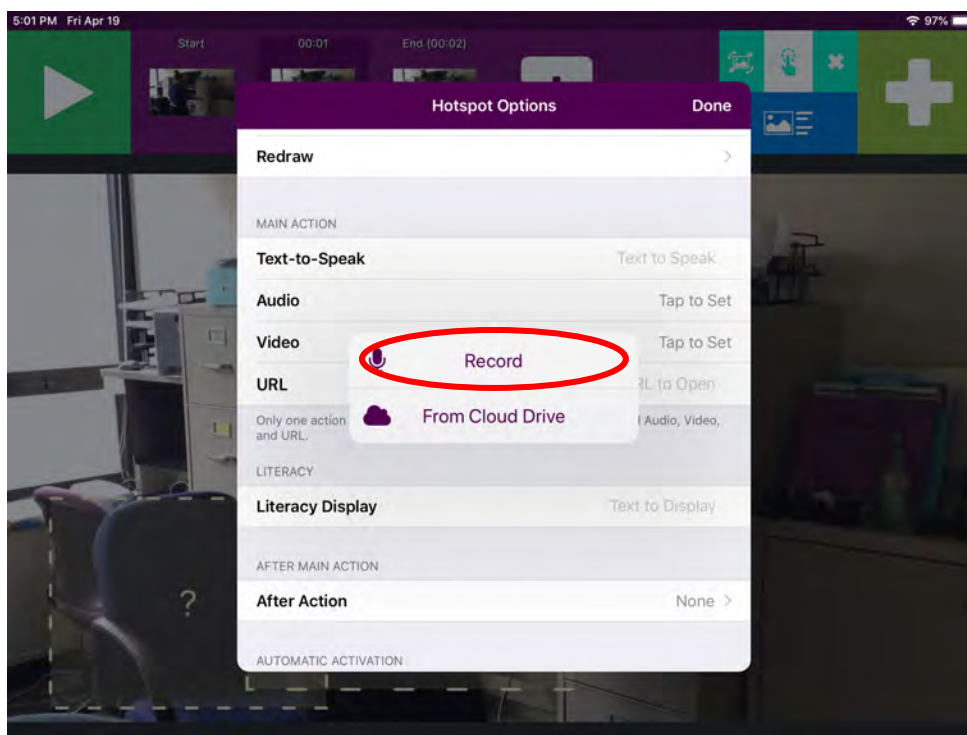 5:01 PM Fri Apr 19 97%
Start 00:01 End (00:02)
Hotspot Options Done
Redraw
MAIN ACTION
Text-to-Speak Text to Speak
Audio Tap to Set
Video Tap to Set
Record
URL to Open
From Cloud Drive
Only one action Audio, Video,
and URL.
LITERACY
Literacy Display Text to Display
AFTER MAIN ACTION
After Action None
AUTOMATIC ACTIVATION
?